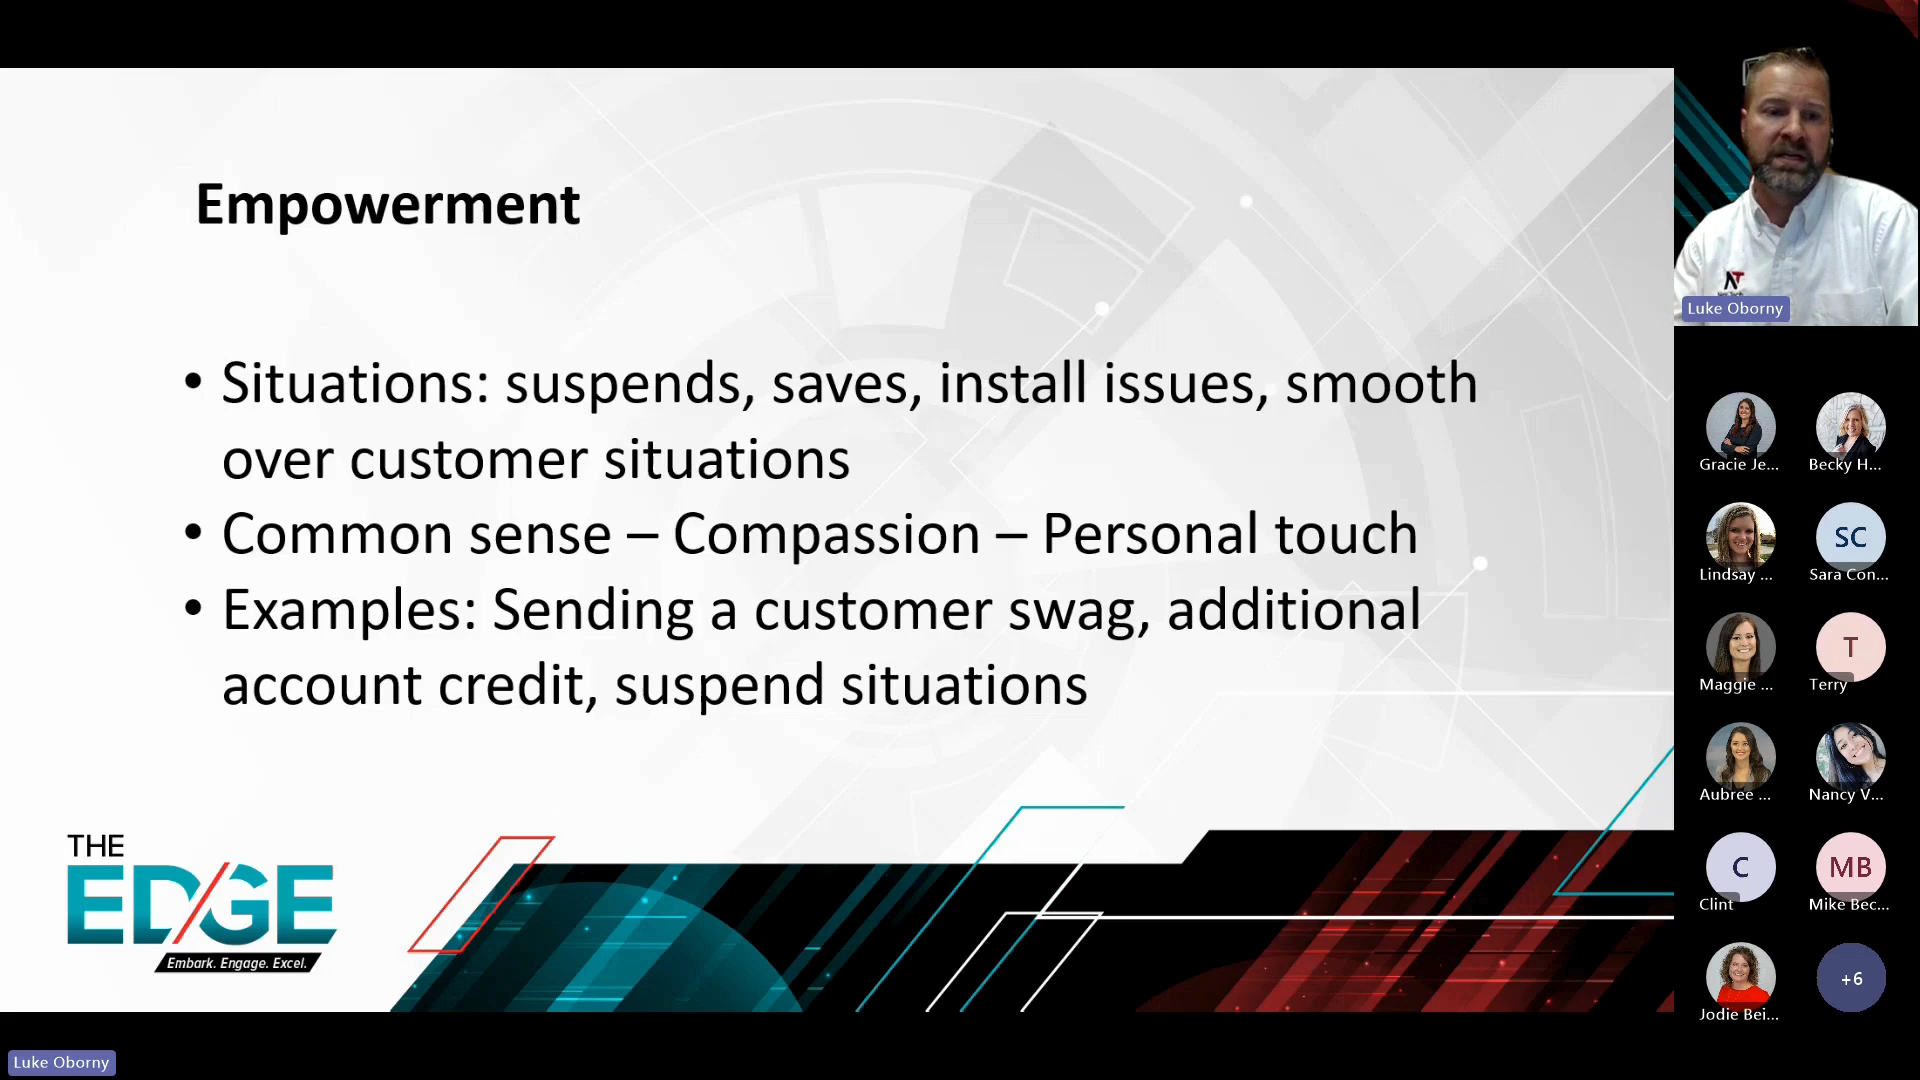 Empowerment
• Situations: suspends, saves, install issues, smooth
over customer situations
• Common sense – Compassion – Personal touch
• Examples: Sending a customer swag, additional
account credit, suspend situations
THE
EDGE
Embark. Engage. Excel.
Luke Oborny
NT
Luke Oborny
Gracie Je...
Becky H...
Lindsay ...
SC
Sara Con...
Maggie ...
T
Terry
Aubree ...
Nancy V...
C
Clint
MB
Mike Bec...
Jodie Bei...
+6